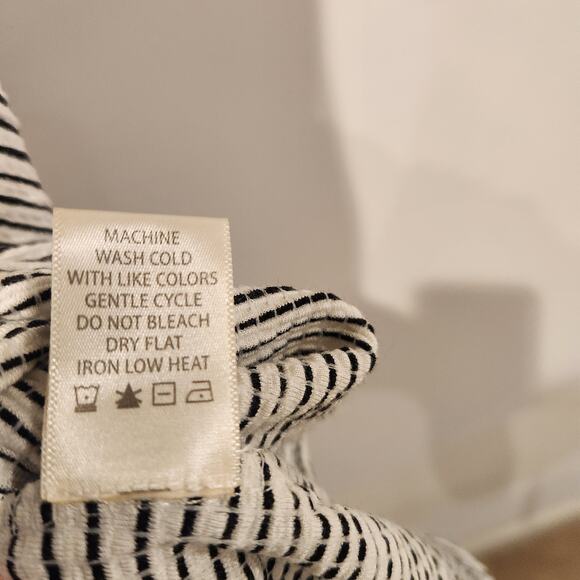 MACHINE
WASH COLD
WITH LIKE COLORS
GENTLE CYCLE
DO NOT BLEACH
DRY FLAT
IRON LOW HEAT